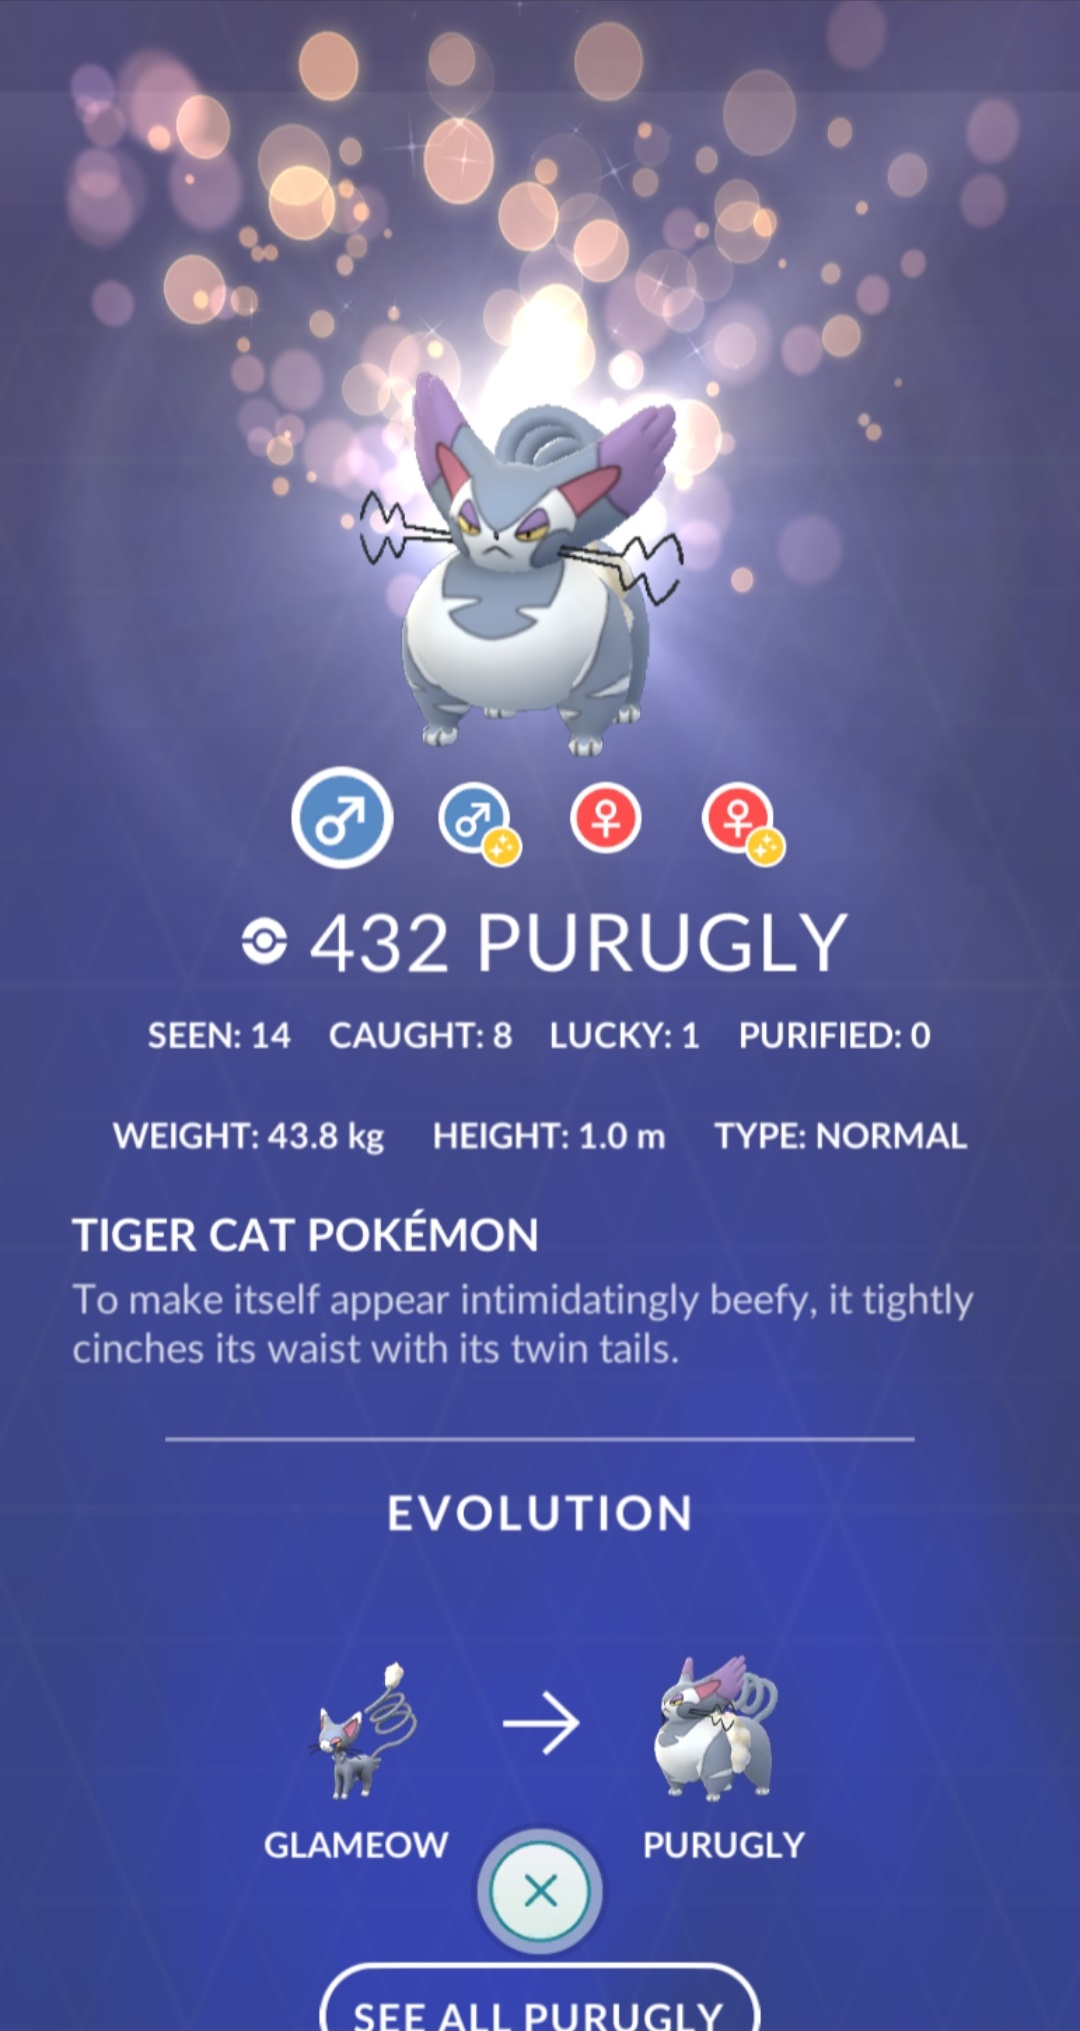 432 PURUGLY
SEEN: 14 CAUGHT: 8 LUCKY: 1 PURIFIED: 0
WEIGHT: 43.8 kg HEIGHT: 1.0 m TYPE: NORMAL
TIGER CAT POKÉMON
To make itself appear intimidatingly beefy, it tightly
cinches its waist with its twin tails.
EVOLUTION
GLAMEOW PURUGLY
SEE ALL PURUGLY